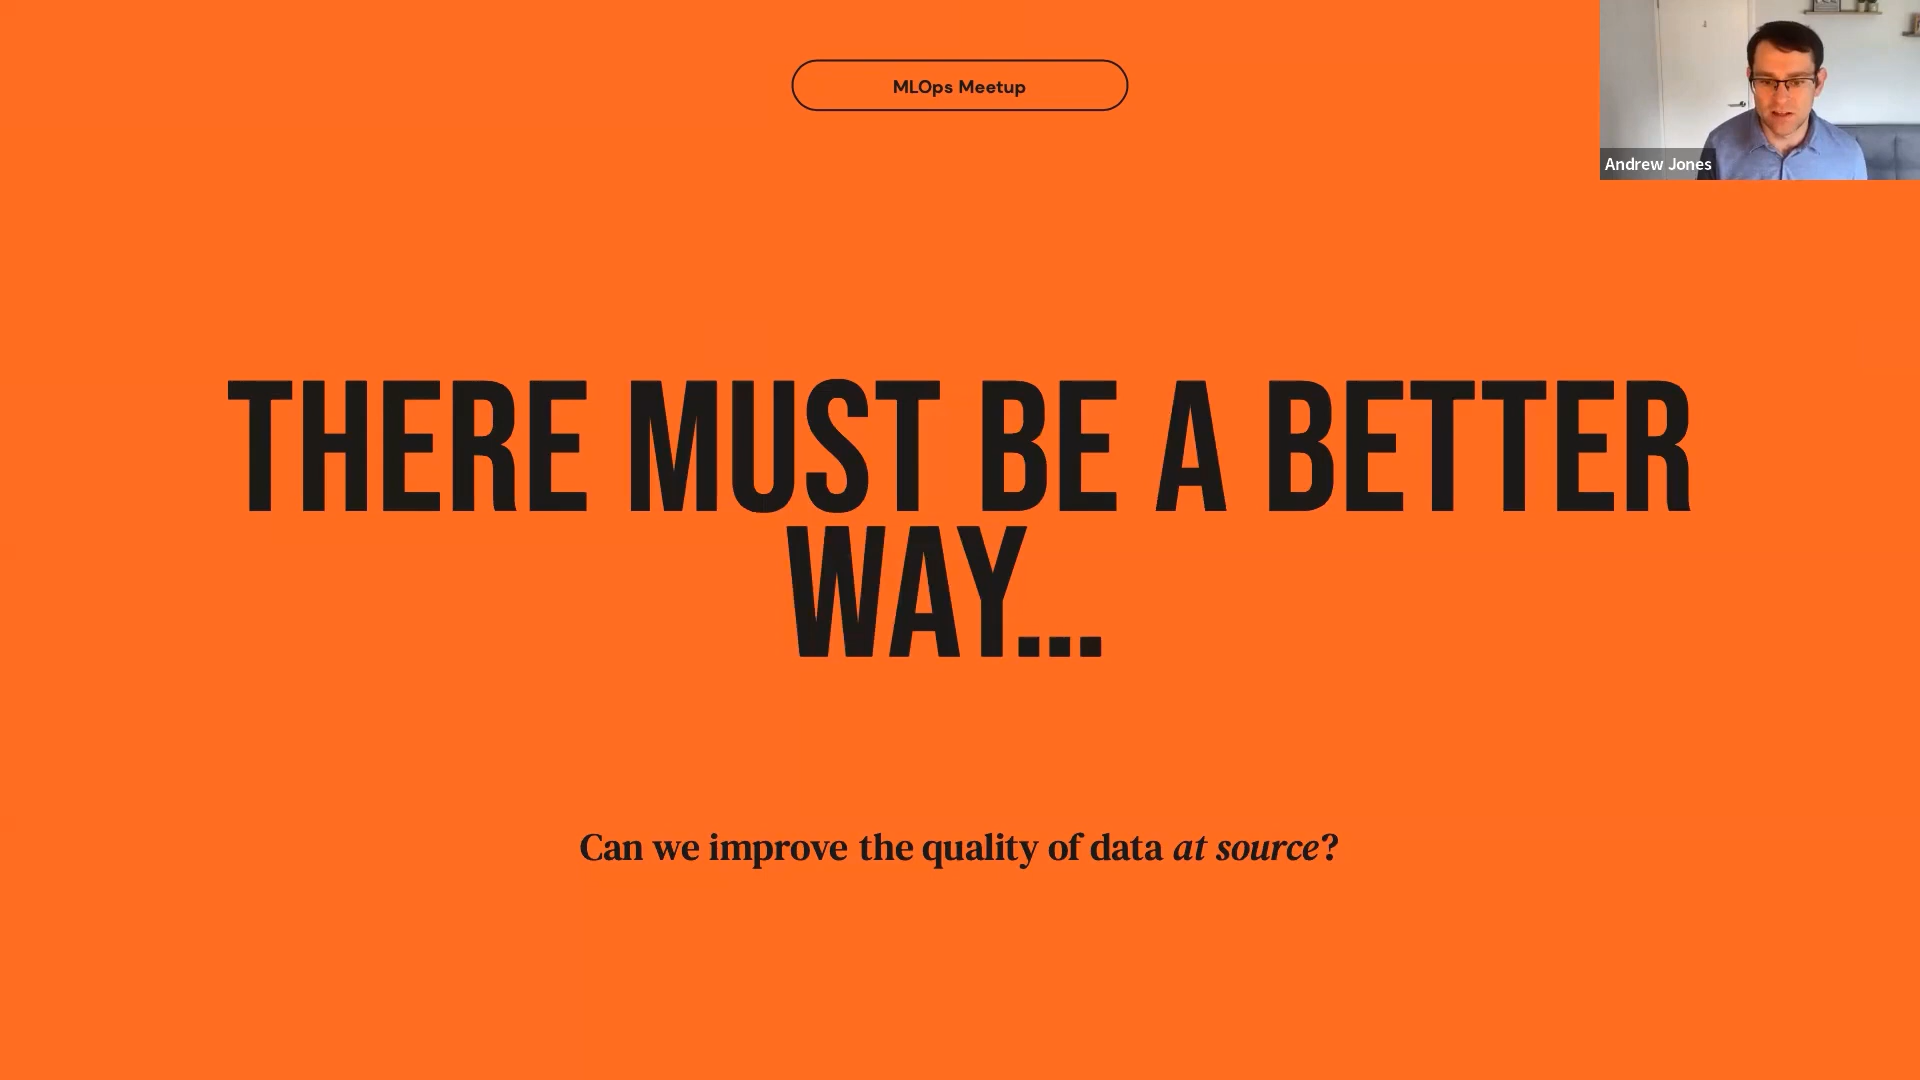 MLOps Meetup
Andrew Jones
THERE MUST BE A BETTER
WAY...
Can we improve the quality of data at source?